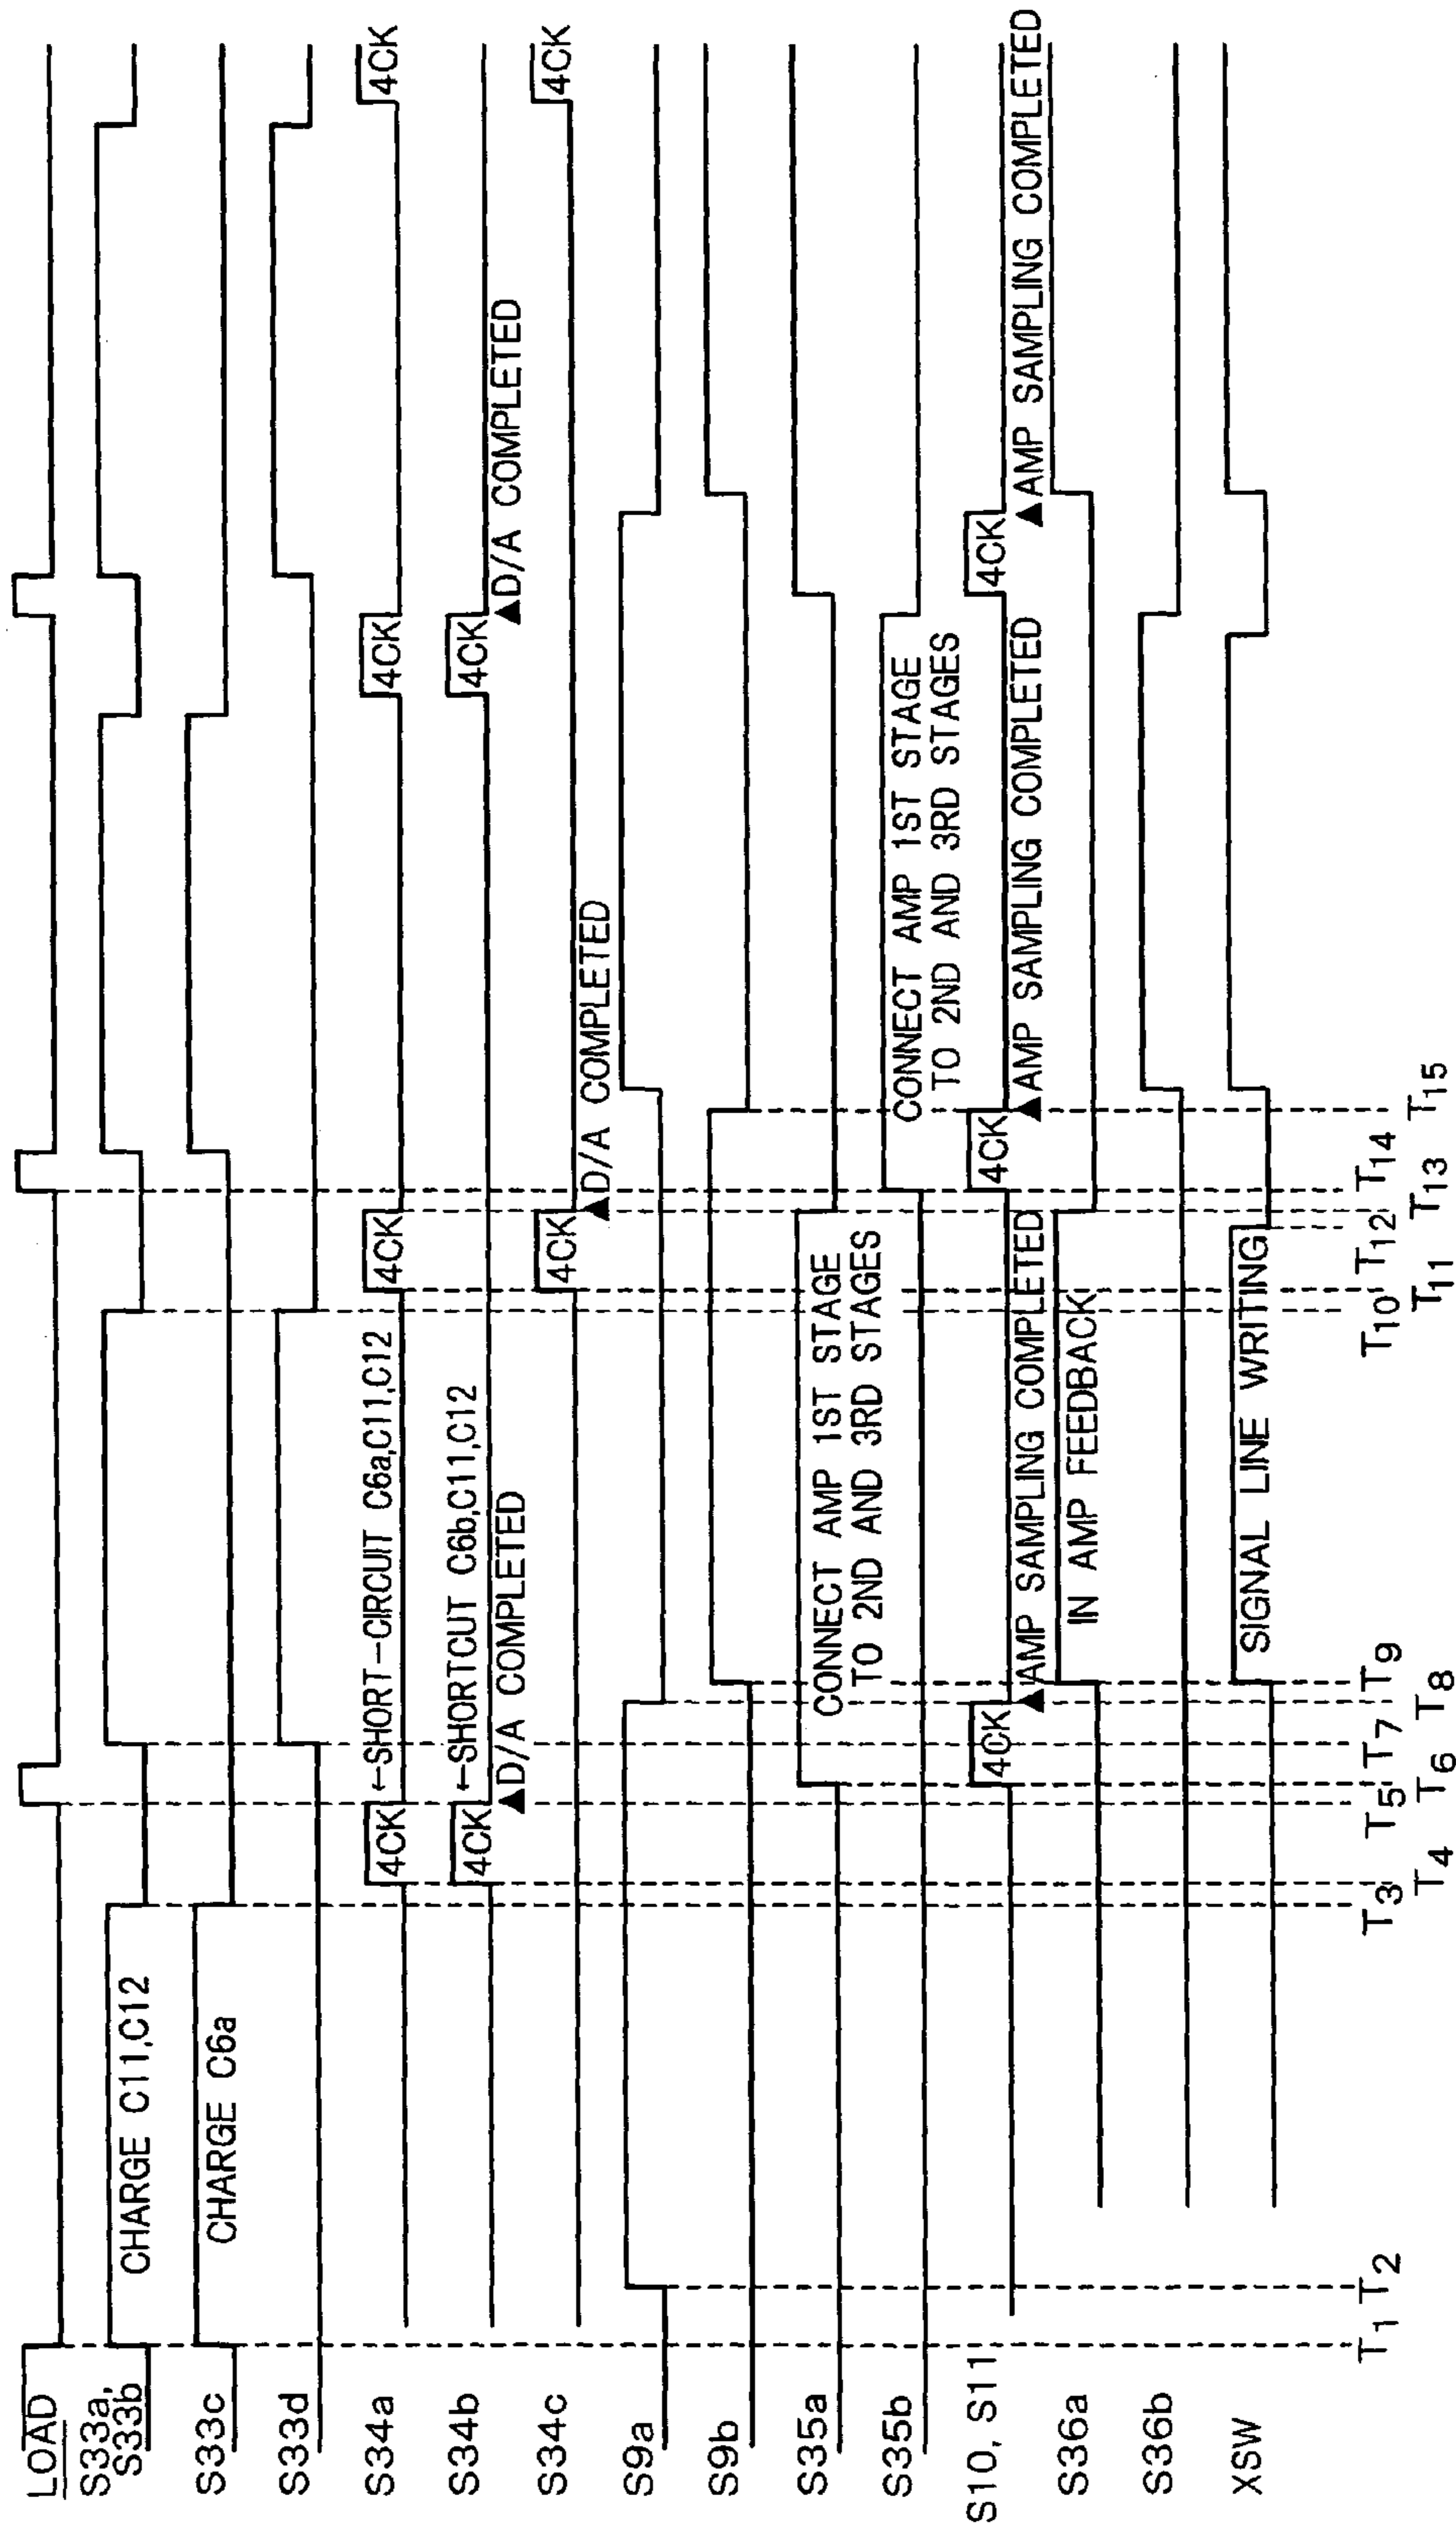 LOAD
S33a,
S33b
CHARGE C11,C12
S33c
CHARGE C6a
S33d
S34a
4CK
←SHORT-CIRCUIT C6a,C11,C12
4CK
4CK
4CK
S34b
4CK
←SHORTCUT C6b,C11,C12
4CK
▲D/A COMPLETED
▲D/A COMPLETED
S34c
4CK
4CK
▲D/A COMPLETED
S9a
S9b
S35a
CONNECT AMP 1ST STAGE
TO 2ND AND 3RD STAGES
S35b
CONNECT AMP 1ST STAGE
TO 2ND AND 3RD STAGES
S10, S11
4CK
4CK
4CK
▲AMP SAMPLING COMPLETED
▲AMP SAMPLING COMPLETED
▲AMP SAMPLING COMPLETED
S36a
IN AMP FEEDBACK
S36b
XSW
SIGNAL LINE WRITING
T1 T2 T3 T4 T5 T6 T7 T8 T9 T10 T11 T12 T13 T14 T15